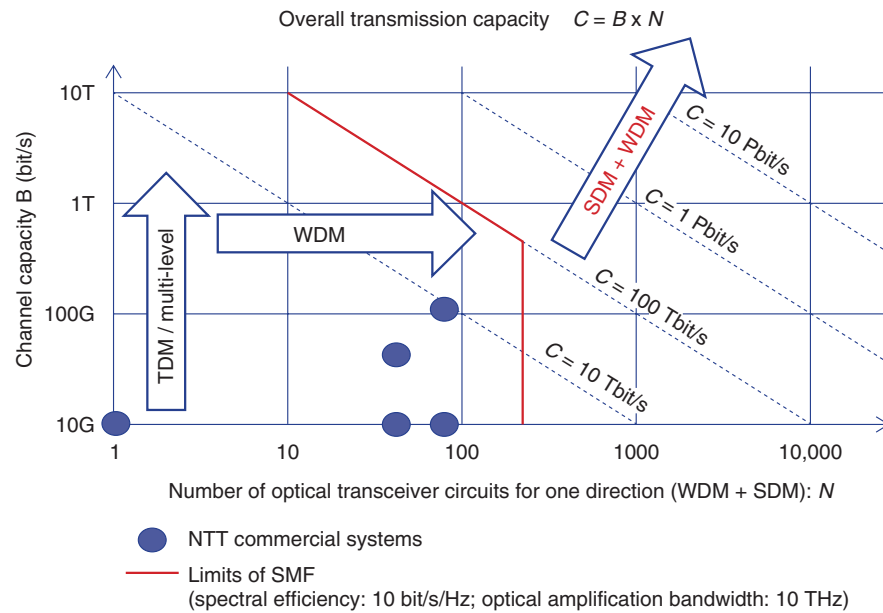 Overall transmission capacity C = B x N
Channel capacity B (bit/s)
10T
1T
100G
10G
TDM / multi-level
WDM
SDM + WDM
C = 10 Pbit/s
C = 1 Pbit/s
C = 100 Tbit/s
C = 10 Tbit/s
1
10
100
1000
10,000
Number of optical transceiver circuits for one direction (WDM + SDM): N
NTT commercial systems
Limits of SMF
(spectral efficiency: 10 bit/s/Hz; optical amplification bandwidth: 10 THz)